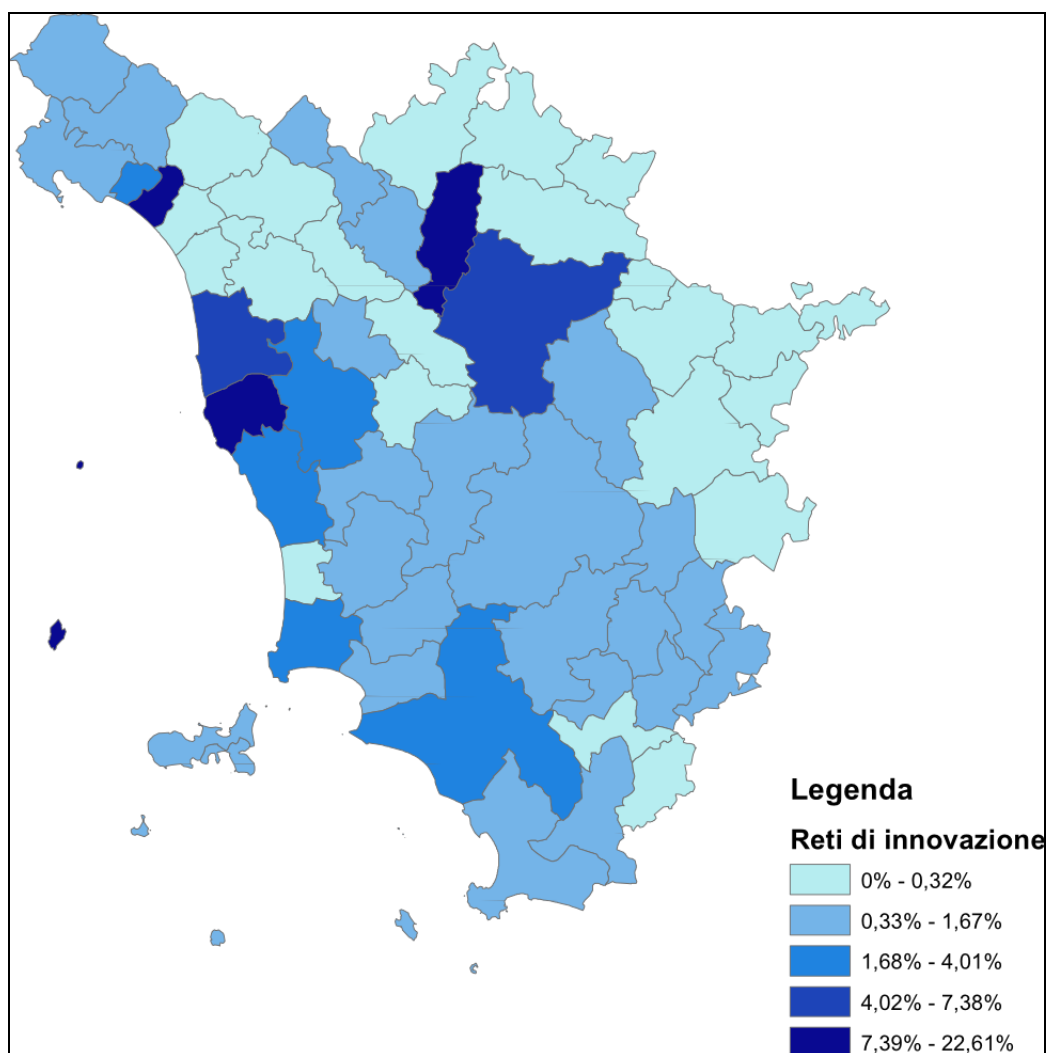 Legenda
Reti di innovazione
0% - 0,32%
0,33% - 1,67%
1,68% - 4,01%
4,02% - 7,38%
7,39% - 22,61%